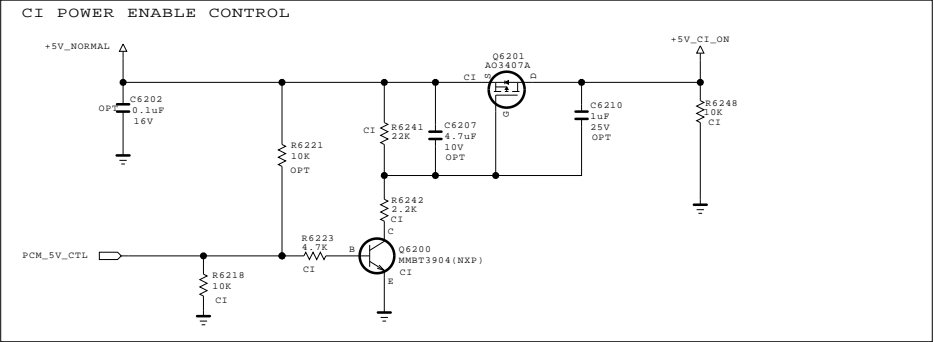 CI POWER ENABLE CONTROL
+5V_NORMAL
+5V_CI_ON
Q6201
AO3407A
CI
S
D
G
C6202
OPT
0.1uF
16V
R6221
10K
OPT
CI
R6241
22K
C6207
4.7uF
10V
OPT
C6210
1uF
25V
OPT
R6248
10K
CI
R6242
2.2K
CI
C
R6223
4.7K
CI
B
Q6200
MMBT3904(NXP)
CI
E
PCM_5V_CTL
R6218
10K
CI